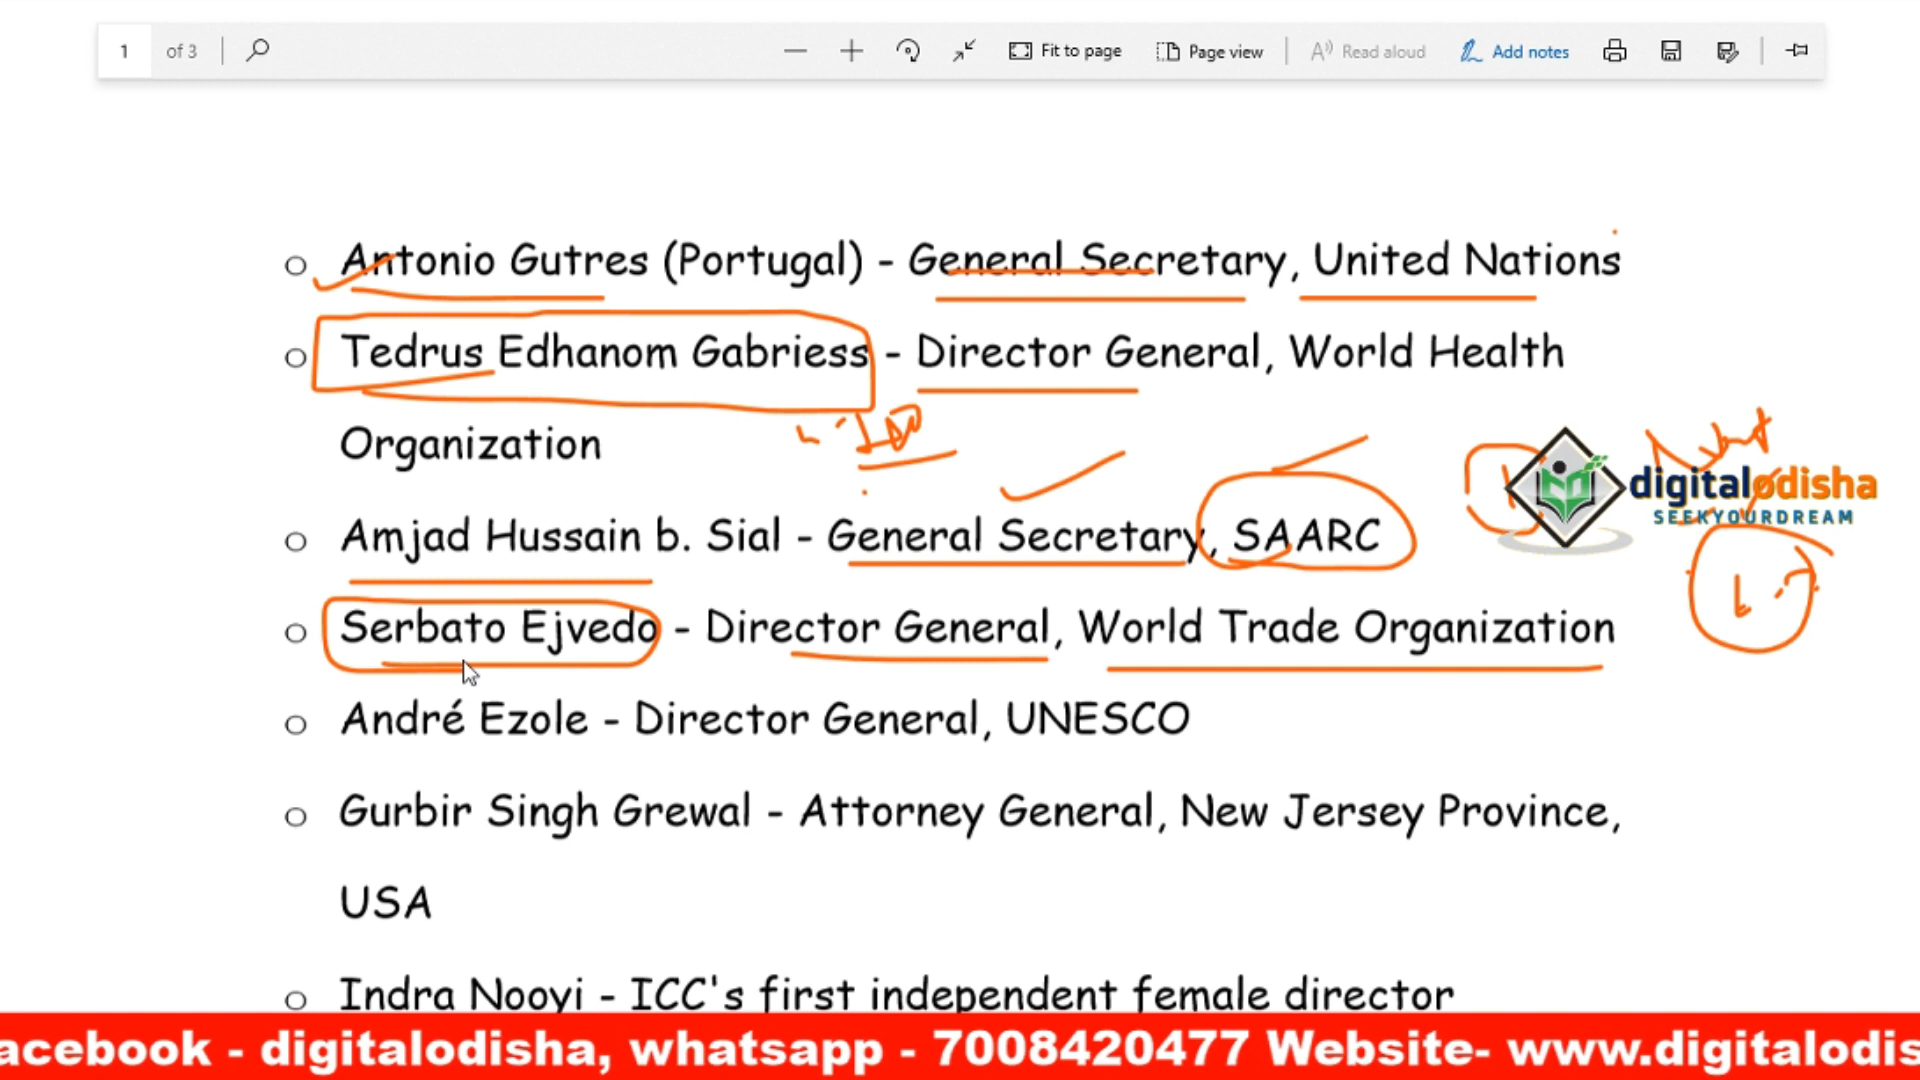 1 of 3 Fit to page Page view Read aloud Add notes
o Antonio Gutres (Portugal) - General Secretary, United Nations
o Tedrus Edhanom Gabriess - Director General, World Health
Organization
o Amjad Hussain b. Sial - General Secretary, SAARC
digitalodisha
SEEKYOURDREAM
o Serbato Ejvedo - Director General, World Trade Organization
o André Ezole - Director General, UNESCO
o Gurbir Singh Grewal - Attorney General, New Jersey Province,
USA
o Indra Nooyi - ICC's first independent female director
acebook - digitalodisha, whatsapp - 7008420477 Website- www.digitalodis